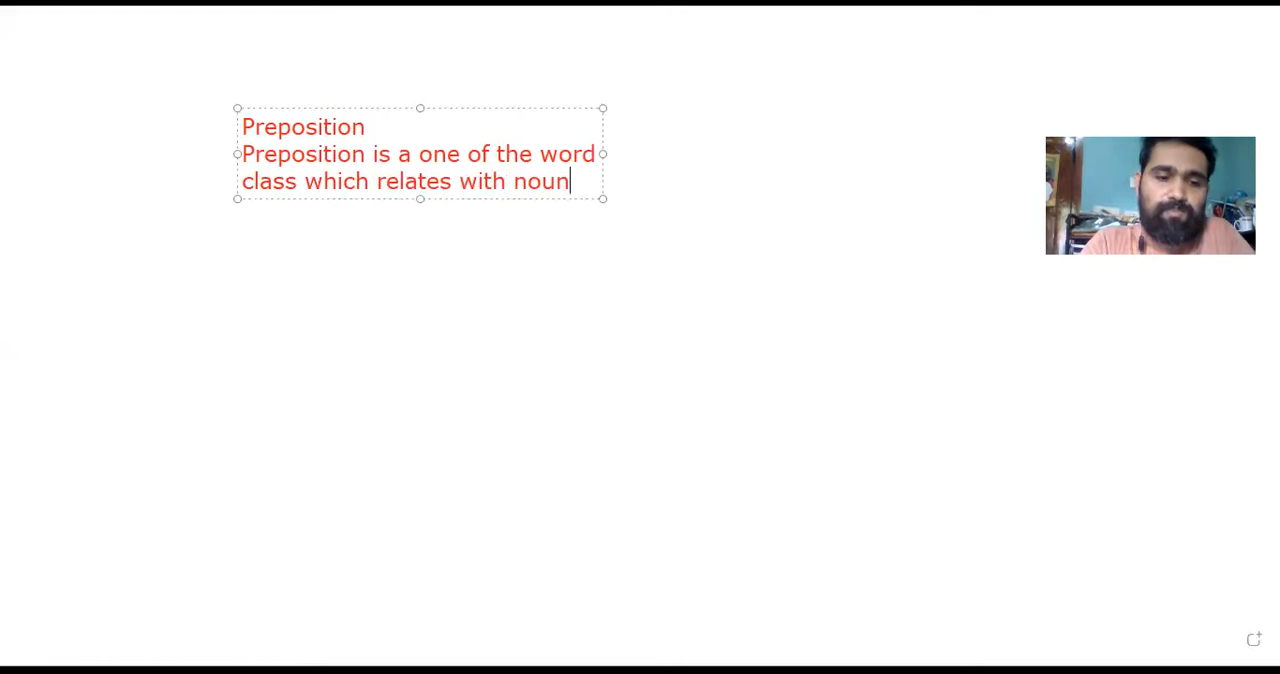 Preposition
Preposition is a one of the word
class which relates with noun